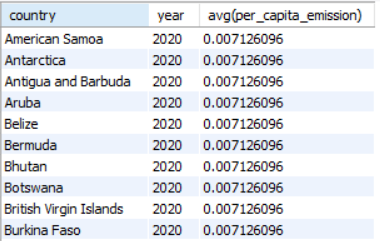 country year avg(per_capita_emission)
American Samoa 2020 0.007126096
Antarctica 2020 0.007126096
Antigua and Barbuda 2020 0.007126096
Aruba 2020 0.007126096
Belize 2020 0.007126096
Bermuda 2020 0.007126096
Bhutan 2020 0.007126096
Botswana 2020 0.007126096
British Virgin Islands 2020 0.007126096
Burkina Faso 2020 0.007126096